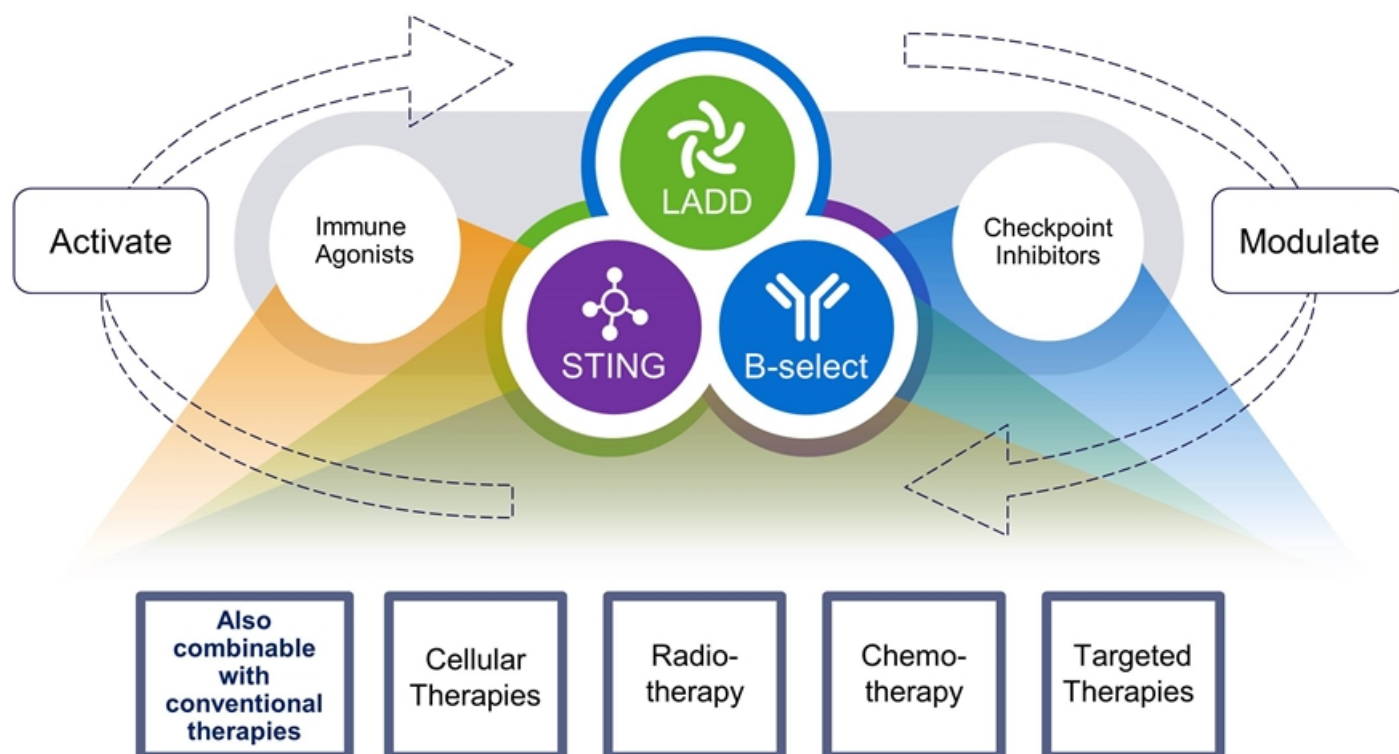 LADD
Activate
Immune
Agonists
Checkpoint
Inhibitors
Modulate
STING
B-select
Also
combinable
with
conventional
therapies
Cellular
Therapies
Radio-
therapy
Chemo-
therapy
Targeted
Therapies